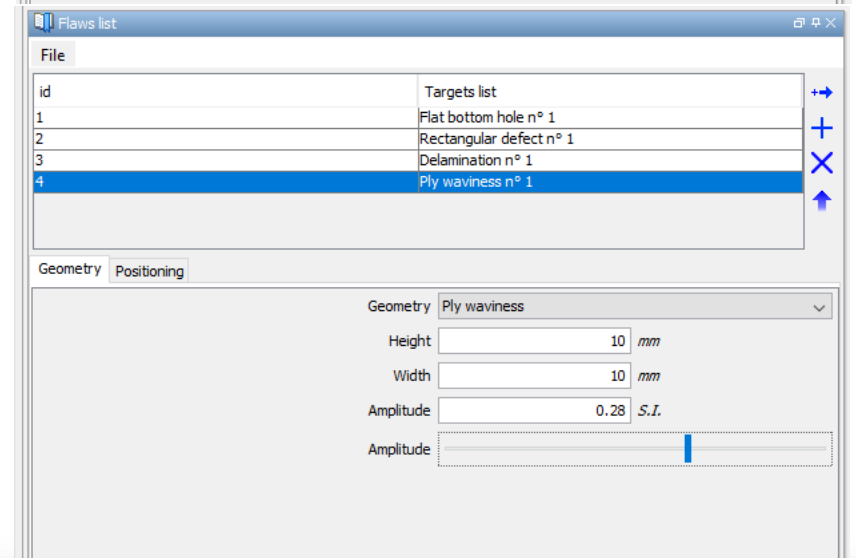 Flaws list
File
id Targets list
1 Flat bottom hole n° 1
2 Rectangular defect n° 1
3 Delamination n° 1
4 Ply waviness n° 1
Geometry Positioning
Geometry Ply waviness
Height 10 mm
Width 10 mm
Amplitude 0.28 S.I.
Amplitude